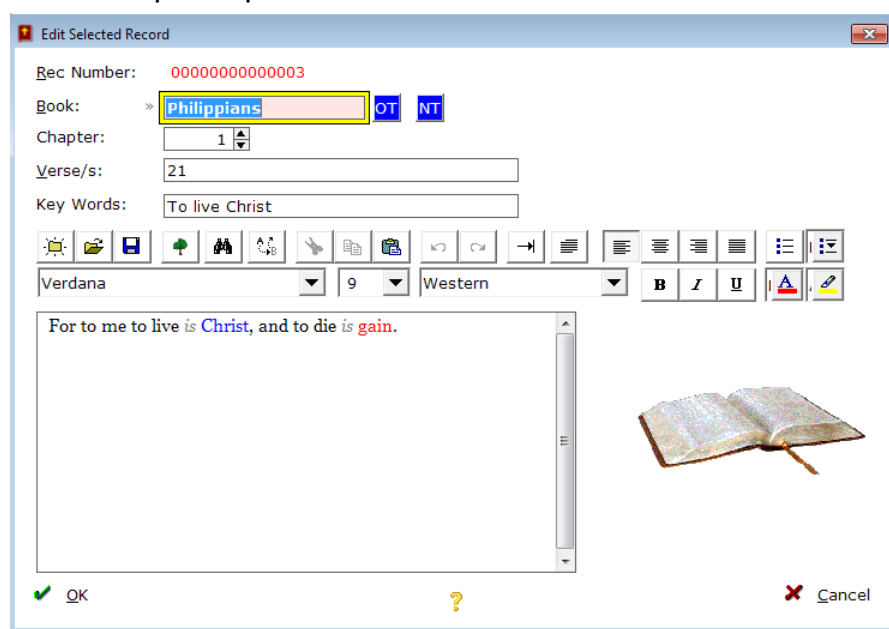 Edit Selected Record
Rec Number: 00000000000003
Book: » Philippians OT NT
Chapter: 1
Verse/s: 21
Key Words: To live Christ
Verdana 9 Western B I U A
For to me to live is Christ, and to die is gain.
OK ? Cancel